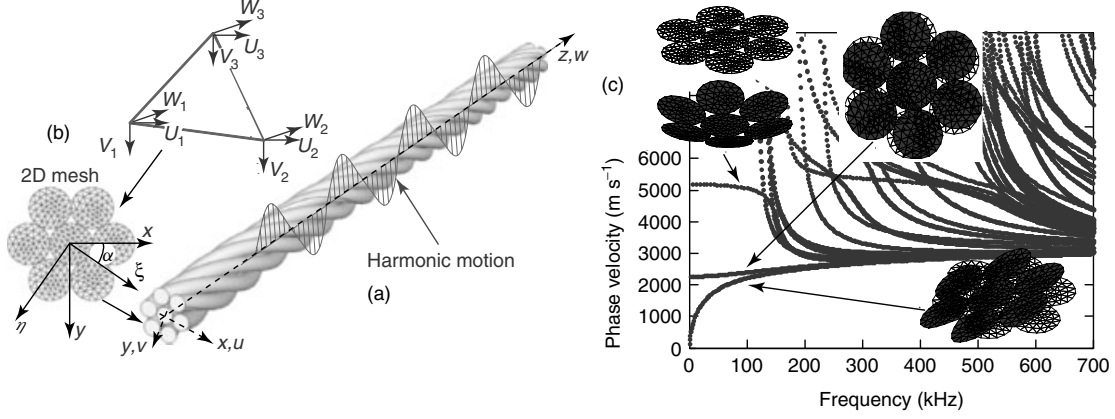 (b)
W3
U3
V3
W1
U1
V1
W2
U2
V2
2D mesh
x
α
ξ
η
y
z,w
Harmonic motion
(a)
x,u
y,v
(c)
Phase velocity (m s⁻¹)
6000
5000
4000
3000
2000
1000
0
0 100 200 300 400 500 600 700
Frequency (kHz)